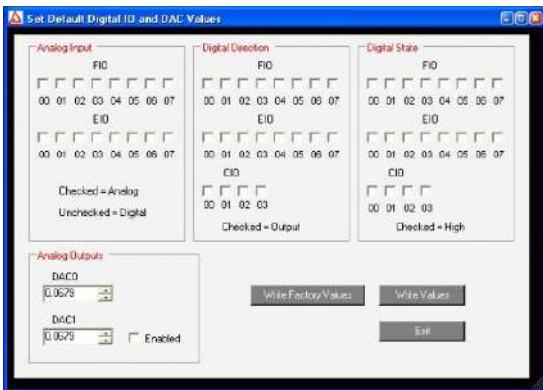 Set Default Digital IO and DAC Values
Analog Input
FIO
00 01 02 03 04 05 06 07
EIO
00 01 02 03 04 05 06 07
Checked = Analog
Unchecked = Digital
Digital Direction
FIO
00 01 02 03 04 05 06 07
EIO
00 01 02 03 04 05 06 07
CIO
00 01 02 03
Checked = Output
Digital State
FIO
00 01 02 03 04 05 06 07
EIO
00 01 02 03 04 05 06 07
CIO
00 01 02 03
Checked = High
Analog Outputs
DAC0
0.0679
DAC1
0.0679
Enabled
Write Factory Values
Write Values
Exit